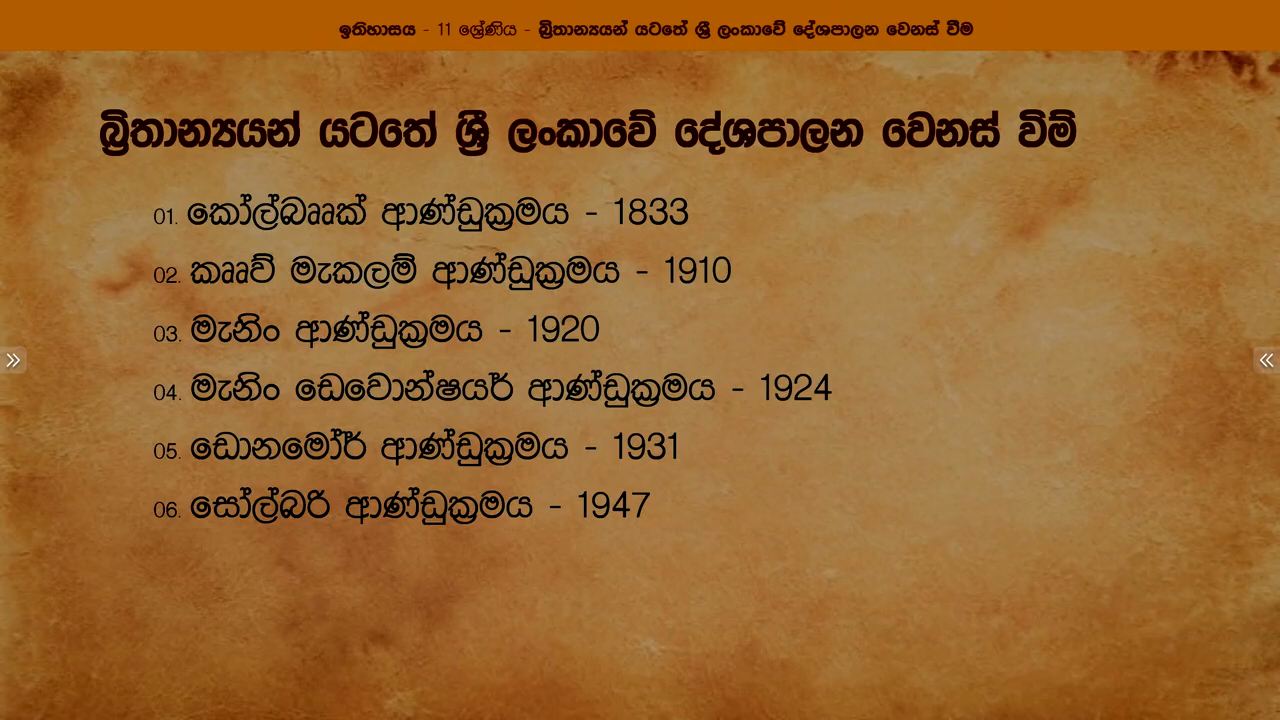 ඉතිහාසය - 11 ශ්‍රේණිය - බ්‍රිතාන්‍යයන් යටතේ ශ්‍රී ලංකාවේ දේශපාලන වෙනස් වීම
බ්‍රිතාන්‍යයන් යටතේ ශ්‍රී ලංකාවේ දේශපාලන වෙනස් විම්
01. කෝල්බෲක් ආණ්ඩුක්‍රමය - 1833
02. කෲව් මැකලම් ආණ්ඩුක්‍රමය - 1910
03. මැනිං ආණ්ඩුක්‍රමය - 1920
04. මැනිං ඩෙවොන්ෂයර් ආණ්ඩුක්‍රමය - 1924
05. ඩොනමෝර් ආණ්ඩුක්‍රමය - 1931
06. සෝල්බරි ආණ්ඩුක්‍රමය - 1947